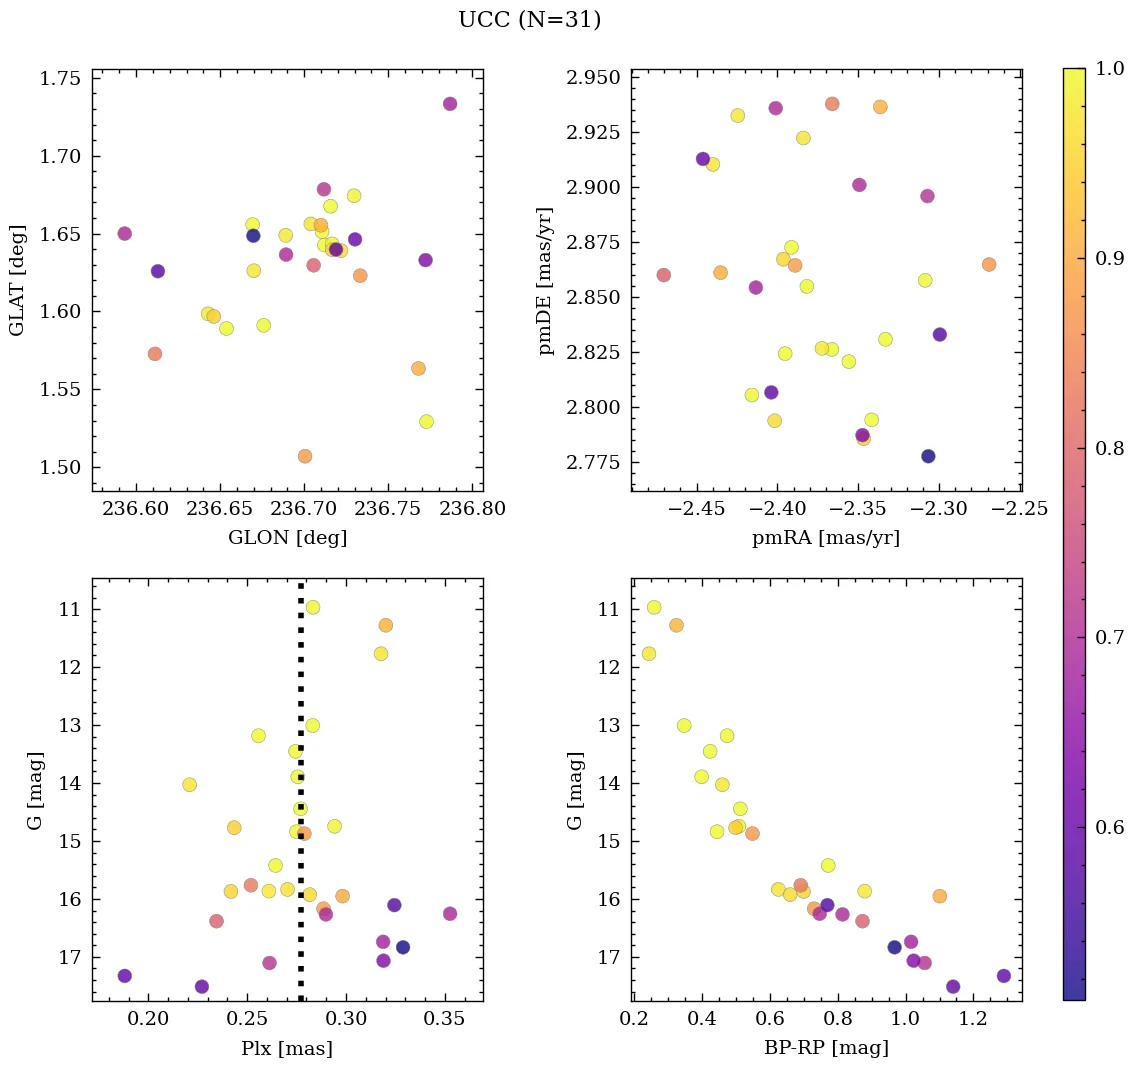 UCC (N=31)
1.75
1.70
1.65
1.60
1.55
1.50
GLAT [deg]
236.60 236.65 236.70 236.75 236.80
GLON [deg]
2.950
2.925
2.900
2.875
2.850
2.825
2.800
2.775
pmDE [mas/yr]
−2.45 −2.40 −2.35 −2.30 −2.25
pmRA [mas/yr]
11
12
13
14
15
16
17
G [mag]
0.20 0.25 0.30 0.35
Plx [mas]
11
12
13
14
15
16
17
G [mag]
0.2 0.4 0.6 0.8 1.0 1.2
BP-RP [mag]
1.0
0.9
0.8
0.7
0.6